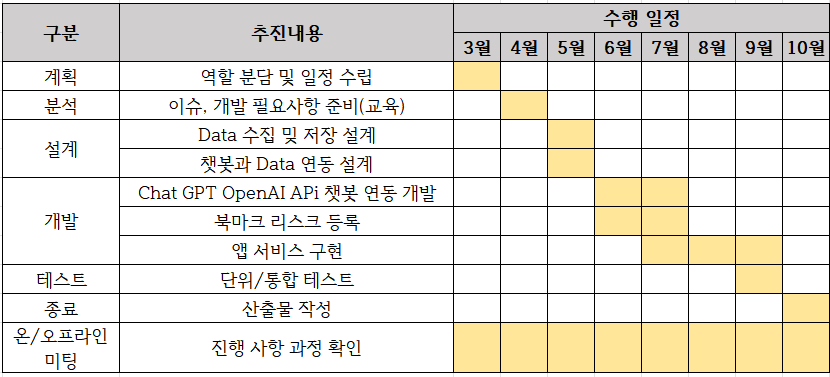 구분 추진내용 수행 일정
3월 4월 5월 6월 7월 8월 9월 10월
계획 역할 분담 및 일정 수립
분석 이슈, 개발 필요사항 준비(교육)
설계 Data 수집 및 저장 설계
챗봇과 Data 연동 설계
개발 Chat GPT OpenAI APi 챗봇 연동 개발
북마크 리스크 등록
앱 서비스 구현
테스트 단위/통합 테스트
종료 산출물 작성
온/오프라인
미팅 진행 사항 과정 확인